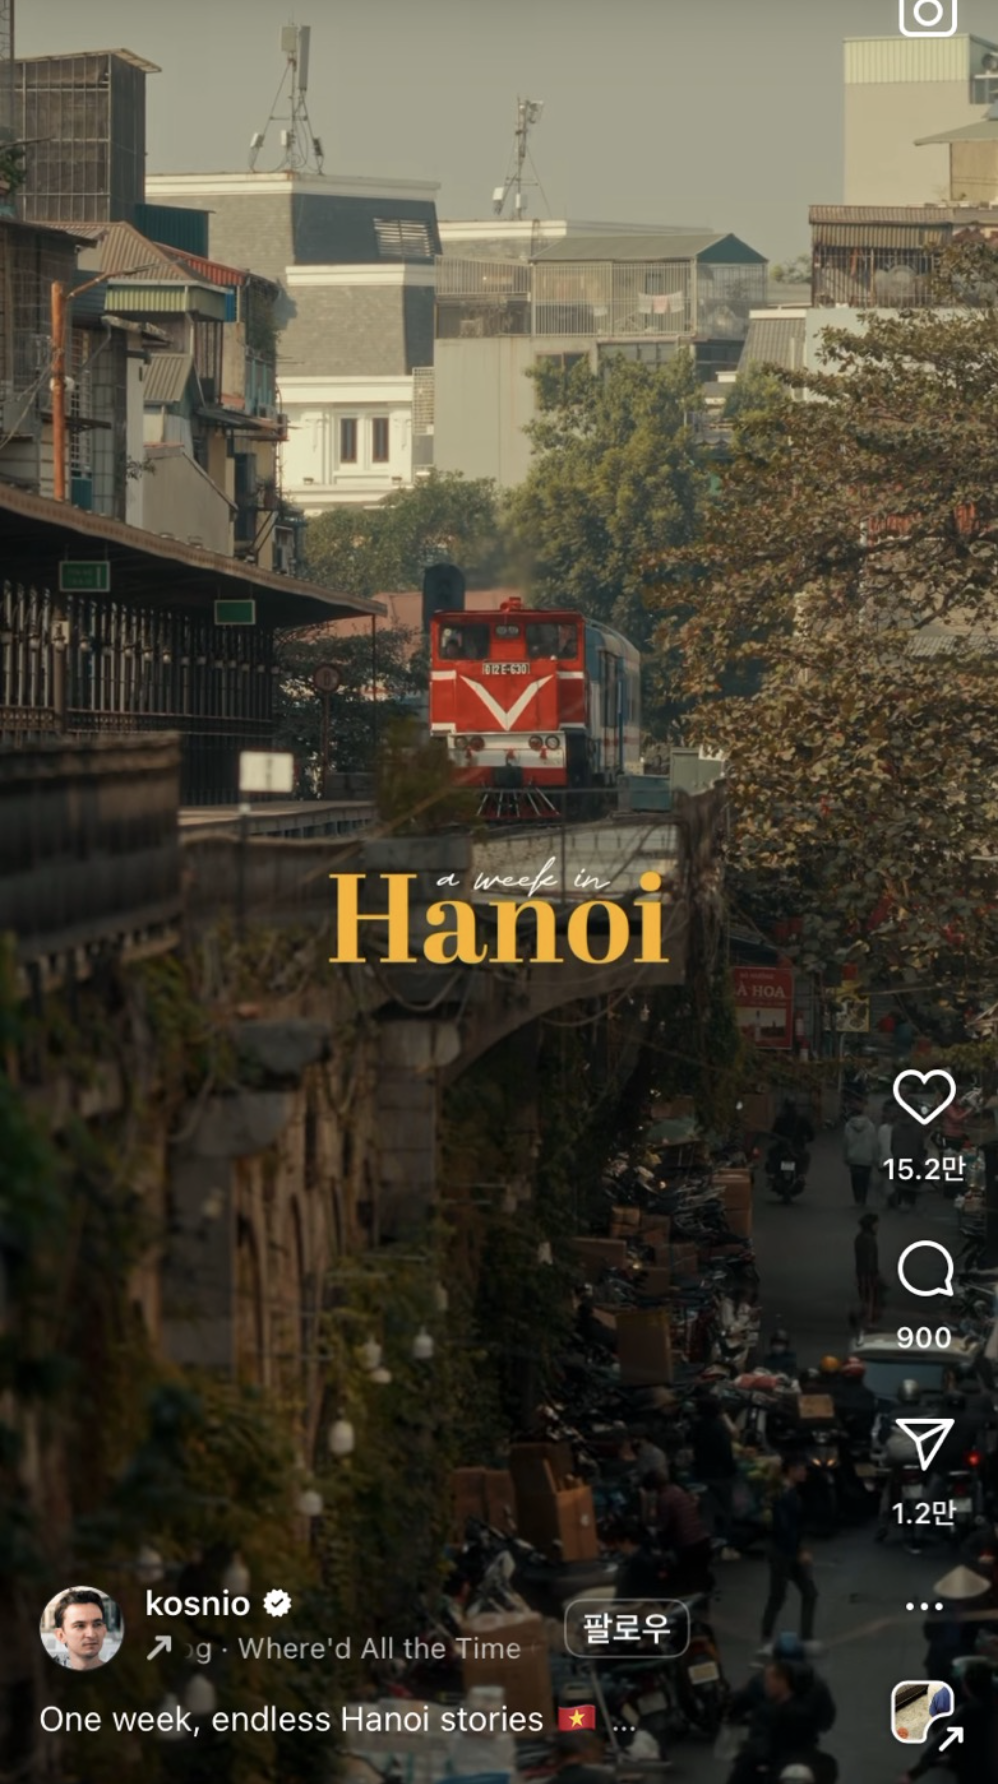 D12E-630
a week in
Hanoi
À HOA
15.2만
900
1.2만
kosnio
og · Where'd All the Time
팔로우
One week, endless Hanoi stories 🇻🇳 ...